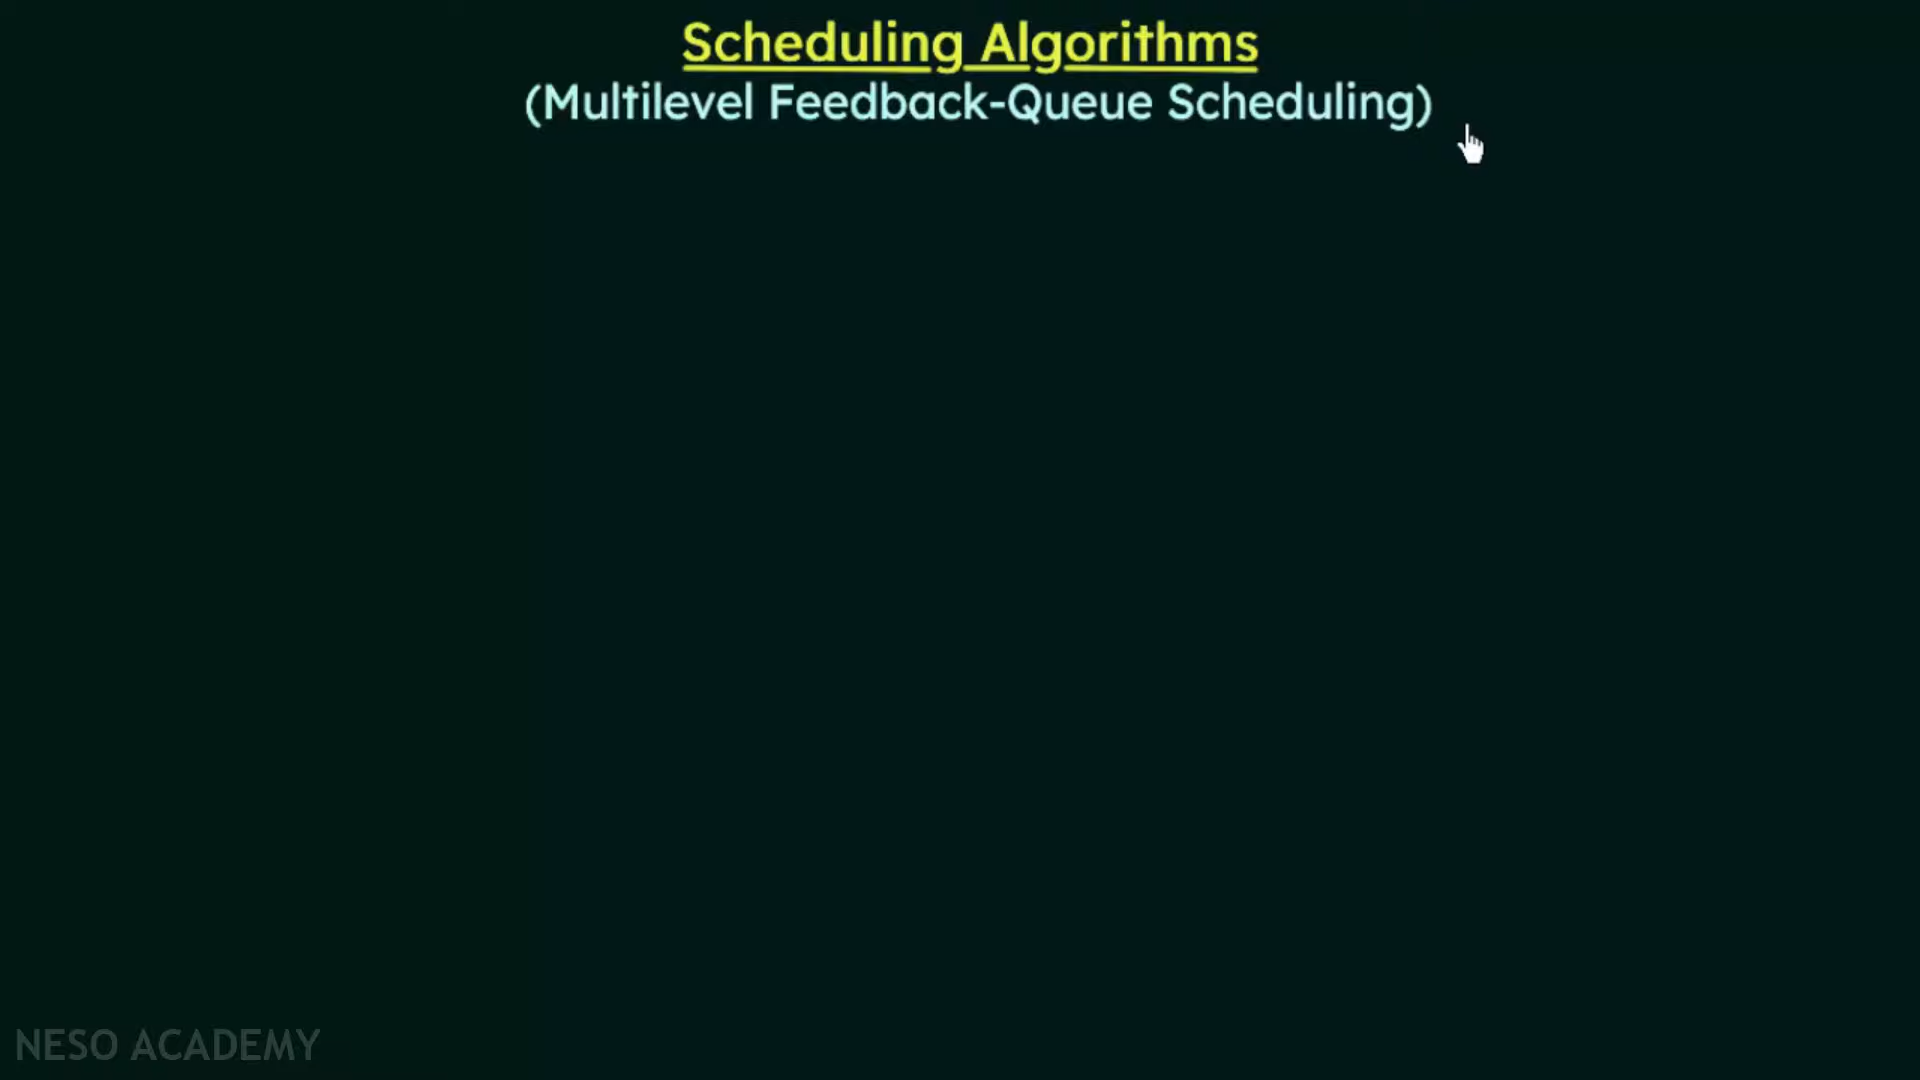 Scheduling Algorithms
(Multilevel Feedback-Queue Scheduling)
NESO ACADEMY